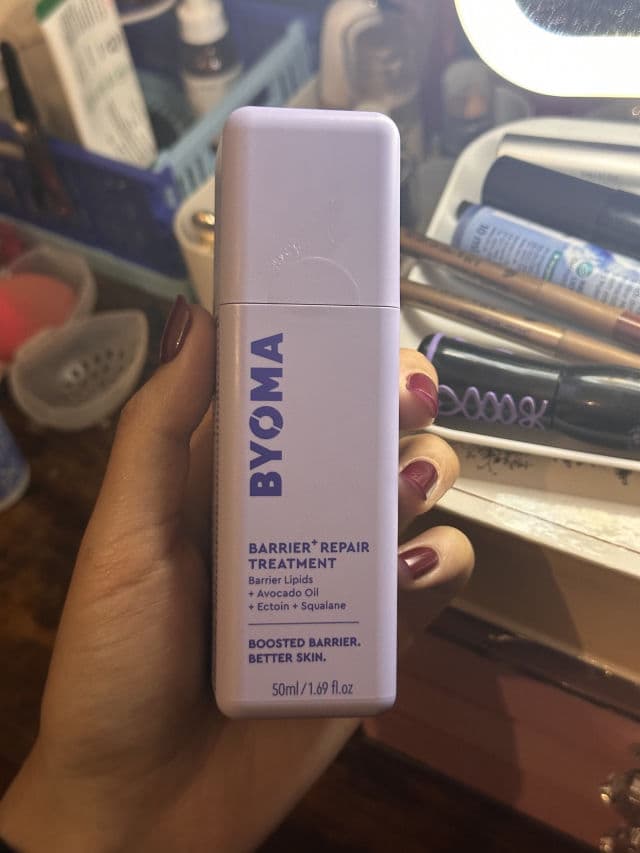 BYOMA
BARRIER+ REPAIR
TREATMENT
Barrier Lipids
+ Avocado Oil
+ Ectoin + Squalane
BOOSTED BARRIER.
BETTER SKIN.
50ml/1.69 fl.oz